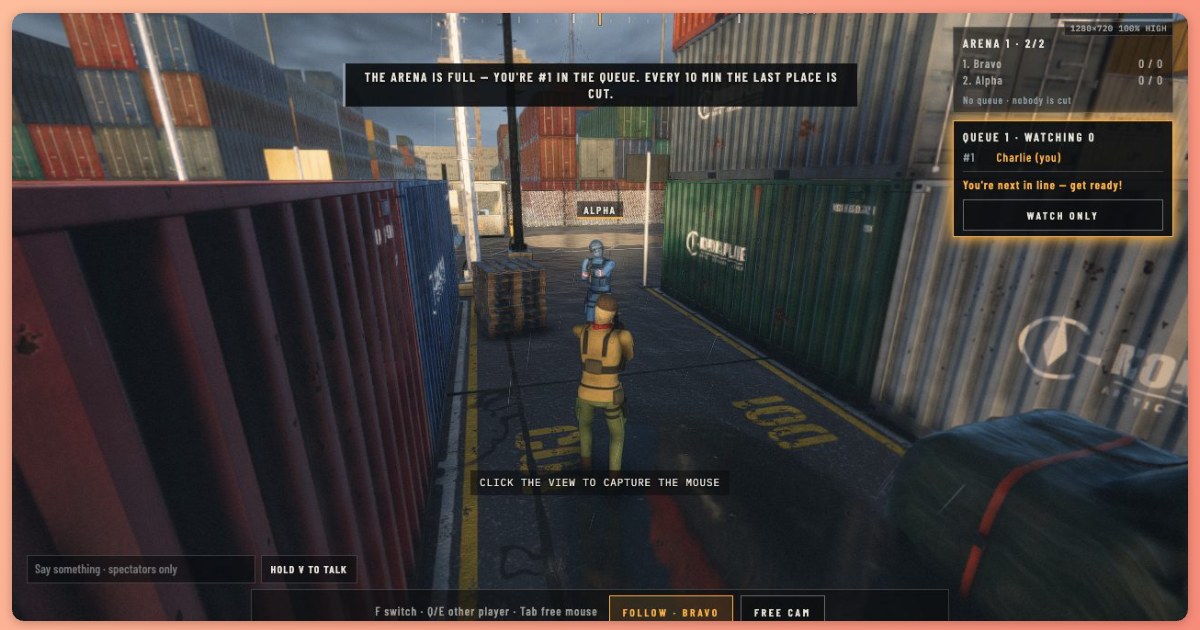 1280×720 100% HIGH
ARENA 1 · 2/2
1. Bravo 0 / 0
2. Alpha 0 / 0
No queue · nobody is cut
THE ARENA IS FULL — YOU'RE #1 IN THE QUEUE. EVERY 10 MIN THE LAST PLACE IS
CUT.
QUEUE 1 · WATCHING 0
#1 Charlie (you)
You're next in line — get ready!
WATCH ONLY
ALPHA
CLICK THE VIEW TO CAPTURE THE MOUSE
Say something · spectators only
HOLD V TO TALK
F switch · Q/E other player · Tab free mouse
FOLLOW · BRAVO
FREE CAM